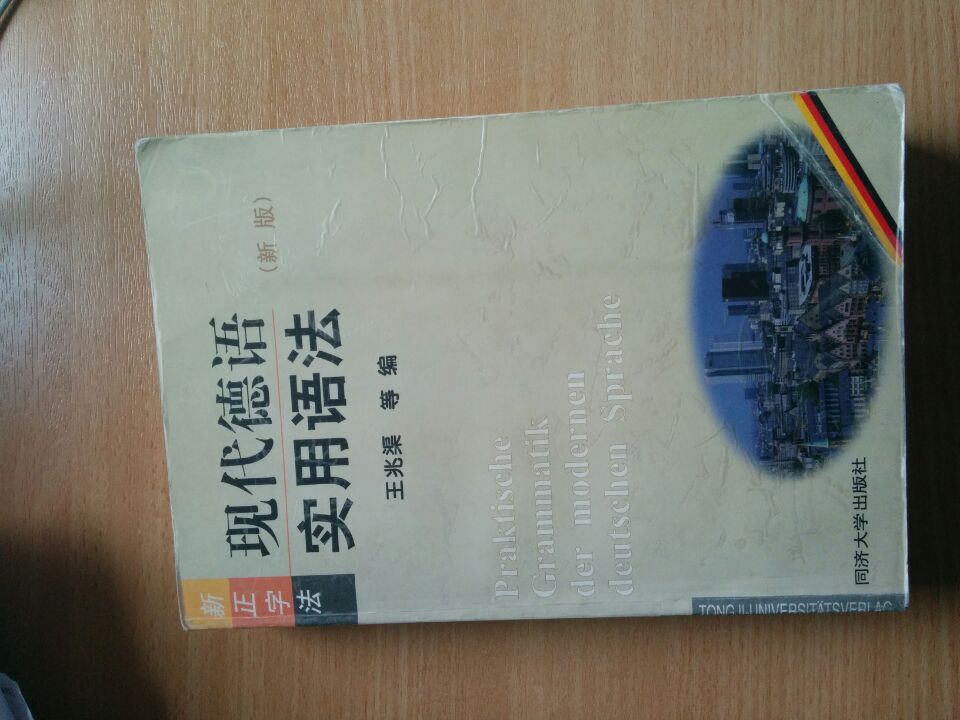 新正字法
现代德语
实用语法
(新 版)
王兆渠 等 编
Praktische
Grammatik
der modernen
deutschen Sprache
同济大学出版社
TONGJI-UNIVERSITÄTSVERLAG